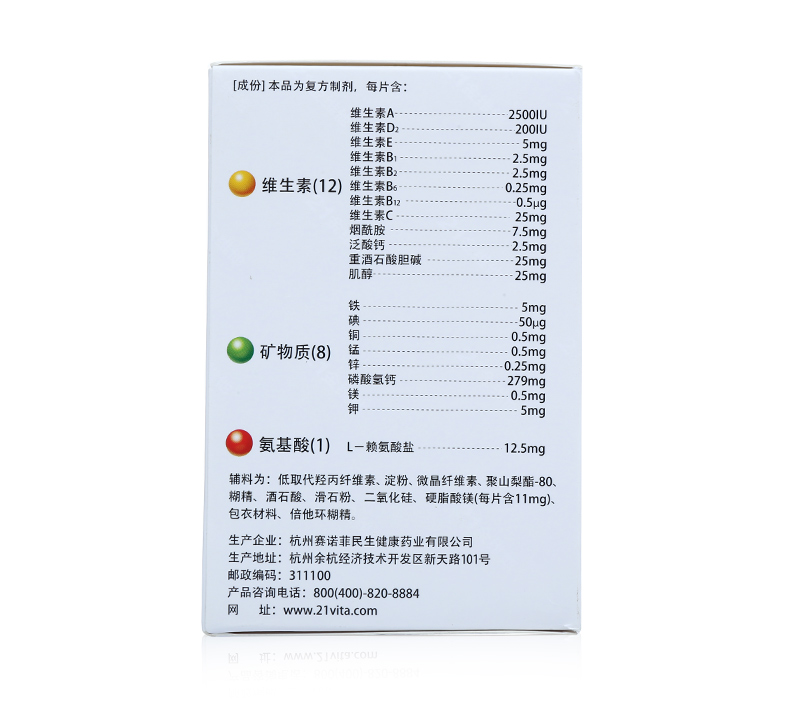 [成份] 本品为复方制剂，每片含：
维生素(12)
维生素A 2500IU
维生素D2 200IU
维生素E 5mg
维生素B1 2.5mg
维生素B2 2.5mg
维生素B6 0.25mg
维生素B12 0.5μg
维生素C 25mg
烟酰胺 7.5mg
泛酸钙 2.5mg
重酒石酸胆碱 25mg
肌醇 25mg
矿物质(8)
铁 5mg
碘 50μg
铜 0.5mg
锰 0.5mg
锌 0.25mg
磷酸氢钙 279mg
镁 0.5mg
钾 5mg
氨基酸(1)
L－赖氨酸盐 12.5mg
辅料为：低取代羟丙纤维素、淀粉、微晶纤维素、聚山梨酯-80、
糊精、酒石酸、滑石粉、二氧化硅、硬脂酸镁(每片含11mg)、
包衣材料、倍他环糊精。
生产企业：杭州赛诺菲民生健康药业有限公司
生产地址：杭州余杭经济技术开发区新天路101号
邮政编码：311100
产品咨询电话：800(400)-820-8884
网 址：www.21vita.com